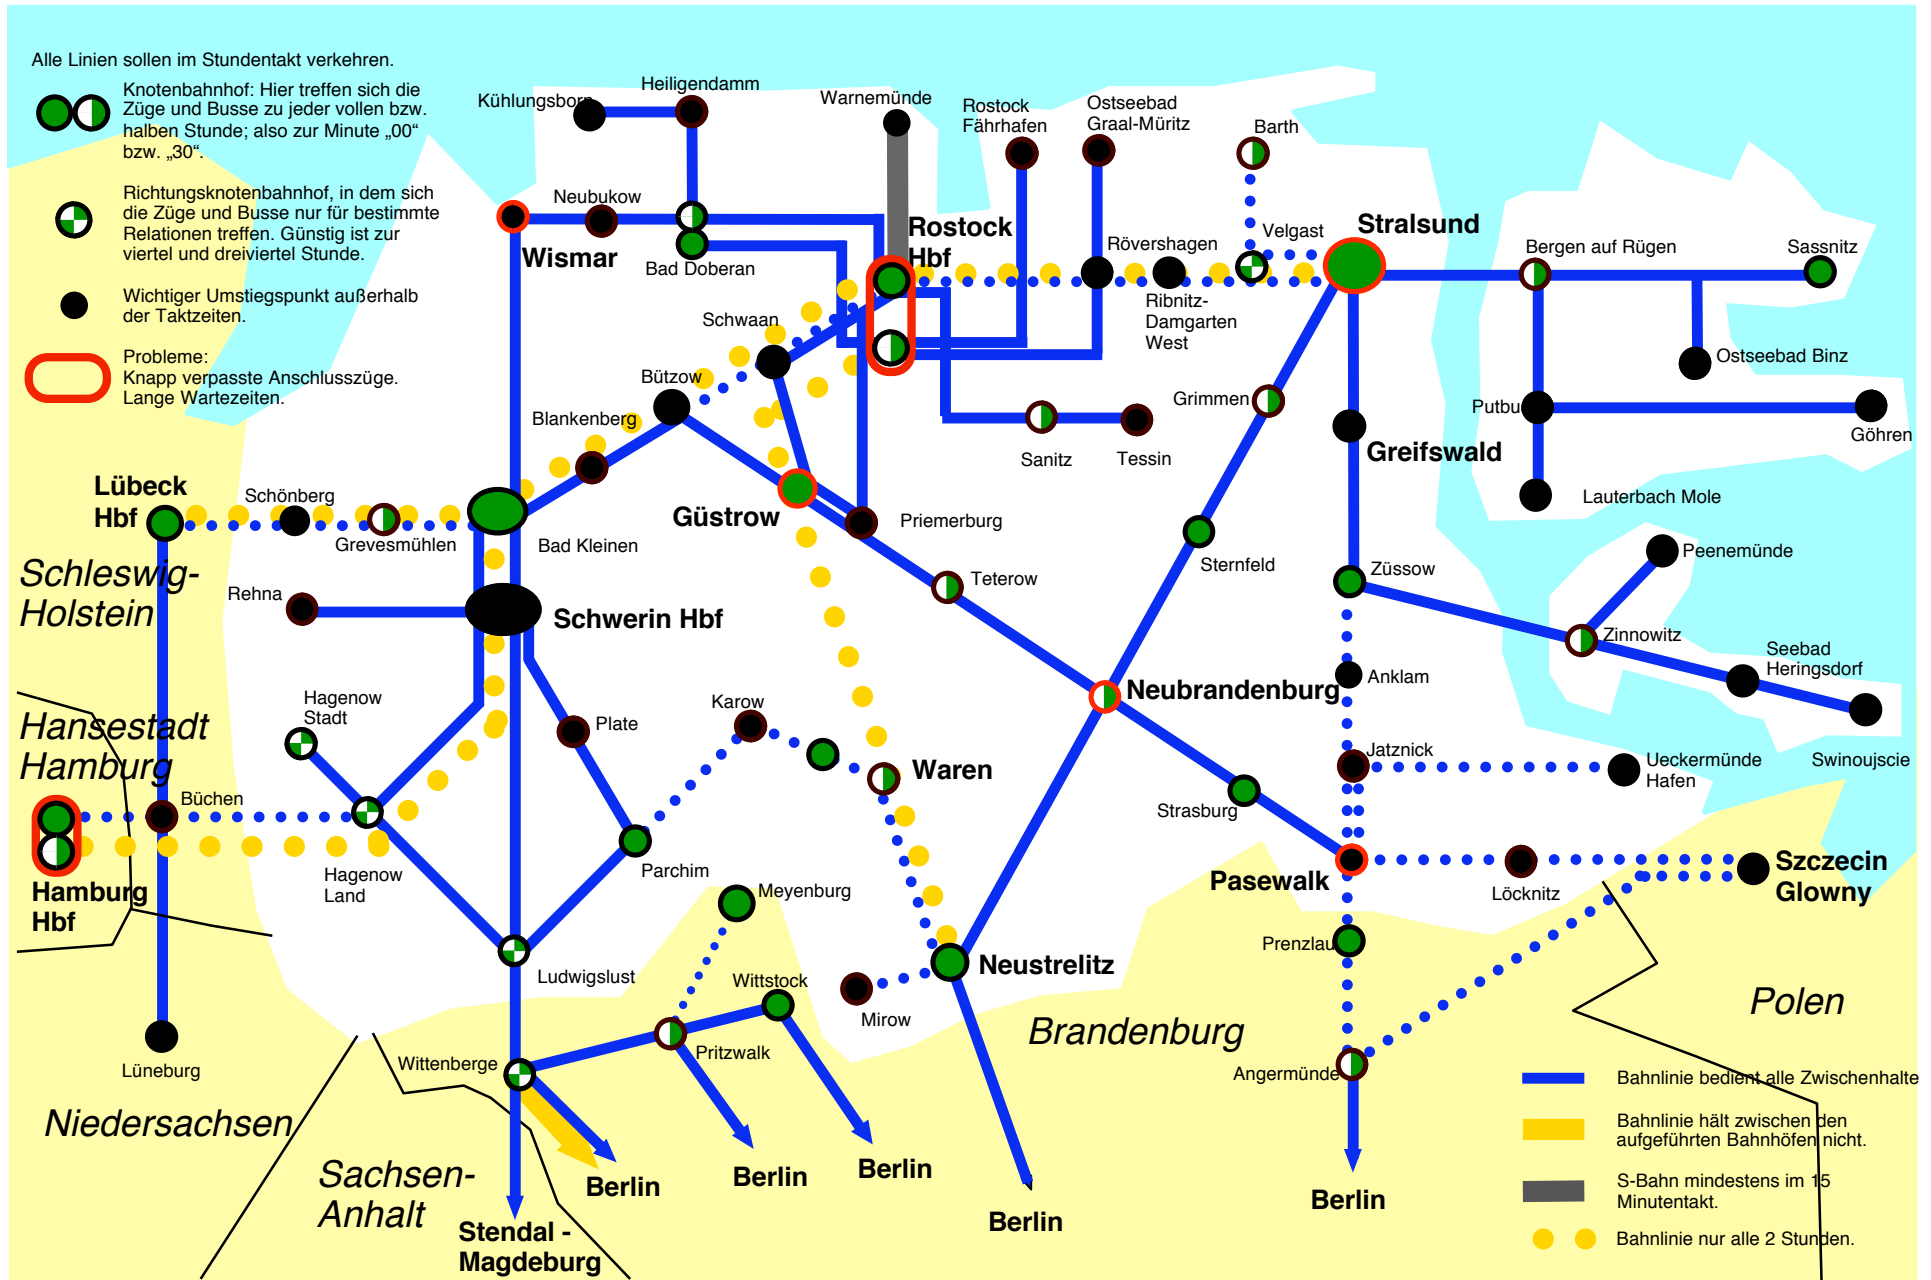 Alle Linien sollen im Stundentakt verkehren.
Knotenbahnhof: Hier treffen sich die
Züge und Busse zu jeder vollen bzw.
halben Stunde; also zur Minute „00“
bzw. „30“.
Richtungsknotenbahnhof, in dem sich
die Züge und Busse nur für bestimmte
Relationen treffen. Günstig ist zur
viertel und dreiviertel Stunde.
Wichtiger Umstiegspunkt außerhalb
der Taktzeiten.
Probleme:
Knapp verpasste Anschlusszüge.
Lange Wartezeiten.
Kühlungsborn
Heiligendamm
Warnemünde
Rostock
Fährhafen
Ostseebad
Graal-Müritz
Barth
Neubukow
Wismar
Bad Doberan
Rostock
Hbf
Rövershagen
Velgast
Stralsund
Bergen auf Rügen
Sassnitz
Ribnitz-
Damgarten
West
Schwaan
Ostseebad Binz
Bützow
Blankenberg
Grimmen
Putbu
Göhren
Sanitz
Tessin
Greifswald
Lübeck
Hbf
Schönberg
Grevesmühlen
Bad Kleinen
Güstrow
Priemerburg
Lauterbach Mole
Schleswig-
Holstein
Rehna
Schwerin Hbf
Teterow
Sternfeld
Züssow
Peenemünde
Zinnowitz
Seebad
Heringsdorf
Hansestadt
Hamburg
Hagenow
Stadt
Plate
Karow
Neubrandenburg
Anklam
Waren
Jatznick
Ueckermünde
Hafen
Swinoujscie
Büchen
Strasburg
Hamburg
Hbf
Hagenow
Land
Parchim
Meyenburg
Pasewalk
Löcknitz
Szczecin
Glowny
Ludwigslust
Wittstock
Neustrelitz
Prenzlau
Mirow
Brandenburg
Polen
Lüneburg
Wittenberge
Pritzwalk
Angermünde
Niedersachsen
Sachsen-
Anhalt
Berlin
Berlin
Berlin
Berlin
Berlin
Stendal -
Magdeburg
Bahnlinie bedient alle Zwischenhalte
Bahnlinie hält zwischen den
aufgeführten Bahnhöfen nicht.
S-Bahn mindestens im 15
Minutentakt.
Bahnlinie nur alle 2 Stunden.